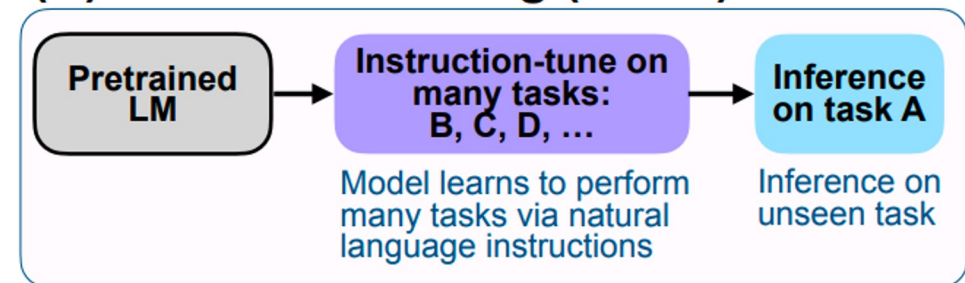 Pretrained
LM
Instruction-tune on
many tasks:
B, C, D, …
Inference
on task A
Model learns to perform
many tasks via natural
language instructions
Inference on
unseen task